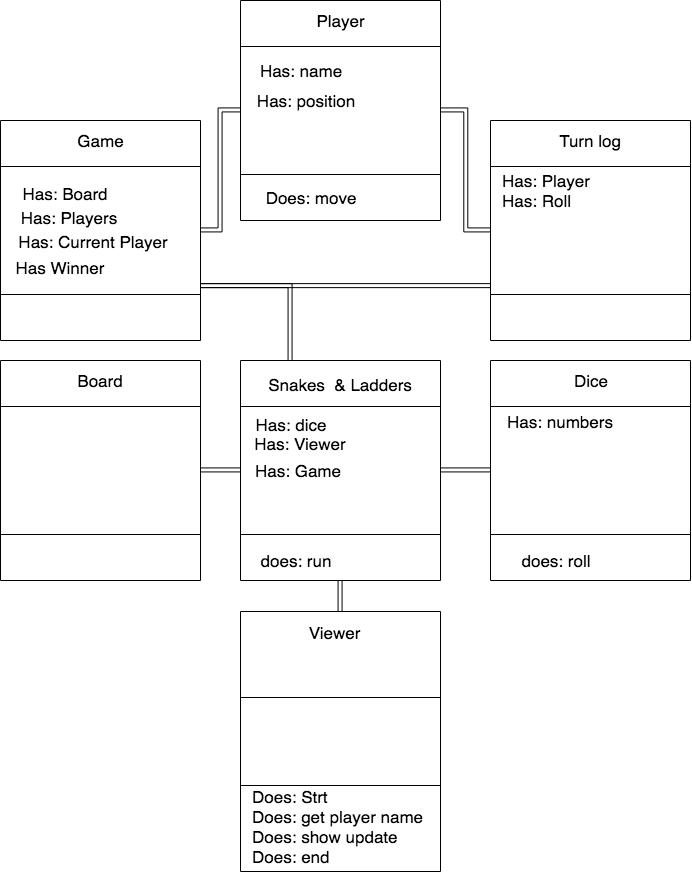 Player
Has: name
Has: position
Does: move
Game
Has: Board
Has: Players
Has: Current Player
Has Winner
Turn log
Has: Player
Has: Roll
Board
Snakes & Ladders
Has: dice
Has: Viewer
Has: Game
does: run
Dice
Has: numbers
does: roll
Viewer
Does: Strt
Does: get player name
Does: show update
Does: end